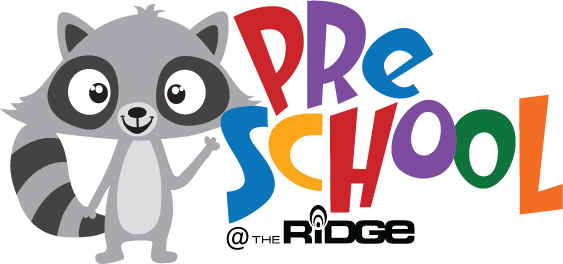 PRe
SCHOOL
@ THE RiDGE